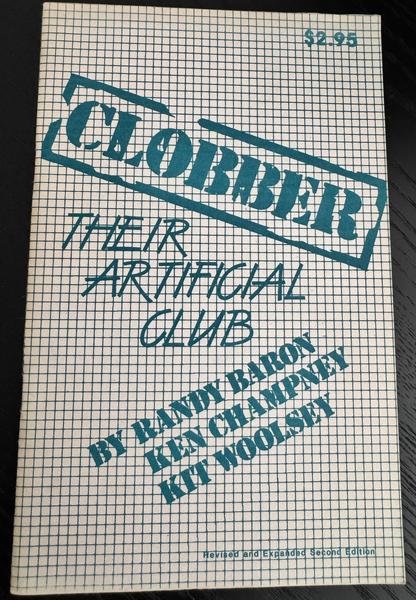 $2.95
CLOBBER
THEIR
ARTIFICIAL
CLUB
BY RANDY BARON
KEN CHAMPNEY
KIT WOOLSEY
Revised and Expanded Second Edition